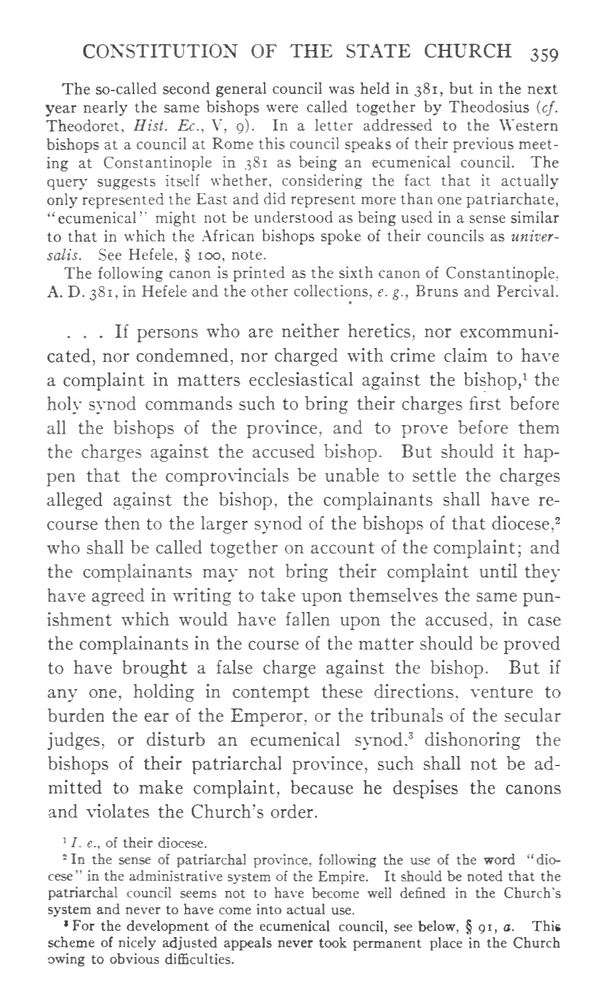 CONSTITUTION OF THE STATE CHURCH 359
The so-called second general council was held in 381, but in the next
year nearly the same bishops were called together by Theodosius (cf.
Theodoret, Hist. Ec., V, 9). In a letter addressed to the Western
bishops at a council at Rome this council speaks of their previous meet-
ing at Constantinople in 381 as being an ecumenical council. The
query suggests itself whether, considering the fact that it actually
only represented the East and did represent more than one patriarchate,
“ecumenical” might not be understood as being used in a sense similar
to that in which the African bishops spoke of their councils as univer-
salis. See Hefele, § 100, note.
The following canon is printed as the sixth canon of Constantinople,
A. D. 381, in Hefele and the other collections, e. g., Bruns and Percival.
. . . If persons who are neither heretics, nor excommuni-
cated, nor condemned, nor charged with crime claim to have
a complaint in matters ecclesiastical against the bishop,¹ the
holy synod commands such to bring their charges first before
all the bishops of the province, and to prove before them
the charges against the accused bishop. But should it hap-
pen that the comprovincials be unable to settle the charges
alleged against the bishop, the complainants shall have re-
course then to the larger synod of the bishops of that diocese,²
who shall be called together on account of the complaint; and
the complainants may not bring their complaint until they
have agreed in writing to take upon themselves the same pun-
ishment which would have fallen upon the accused, in case
the complainants in the course of the matter should be proved
to have brought a false charge against the bishop. But if
any one, holding in contempt these directions, venture to
burden the ear of the Emperor, or the tribunals of the secular
judges, or disturb an ecumenical synod,³ dishonoring the
bishops of their patriarchal province, such shall not be ad-
mitted to make complaint, because he despises the canons
and violates the Church’s order.
¹ I. e., of their diocese.
² In the sense of patriarchal province, following the use of the word “dio-
cese” in the administrative system of the Empire. It should be noted that the
patriarchal council seems not to have become well defined in the Church’s
system and never to have come into actual use.
³ For the development of the ecumenical council, see below, § 91, a. This
scheme of nicely adjusted appeals never took permanent place in the Church
owing to obvious difficulties.